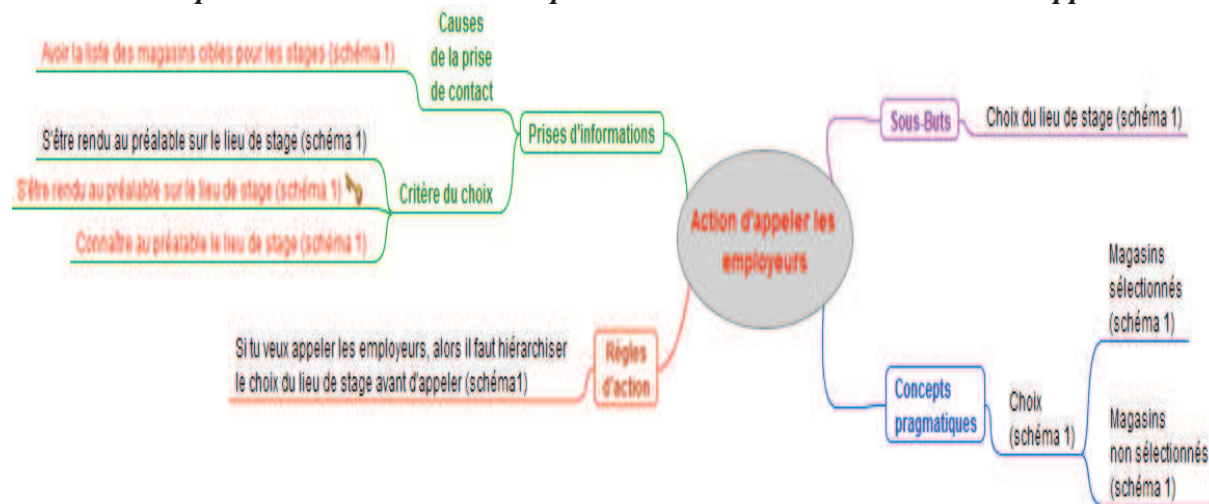 Causes
de la prise
de contact
Avoir la liste des magasins cibles pour les stages (schéma 1)
Prises d'informations
S'être rendu au préalable sur le lieu de stage (schéma 1)
S'être rendu au préalable sur le lieu de stage (schéma 1)
Critère du choix
Connaître au préalable le lieu de stage (schéma 1)
Action d'appeler les
employeurs
Si tu veux appeler les employeurs, alors il faut hiérarchiser
le choix du lieu de stage avant d'appeler (schéma1)
Règles
d'action
Sous-Buts
Choix du lieu de stage (schéma 1)
Concepts
pragmatiques
Choix
(schéma 1)
Magasins
sélectionnés
(schéma 1)
Magasins
non sélectionnés
(schéma 1)